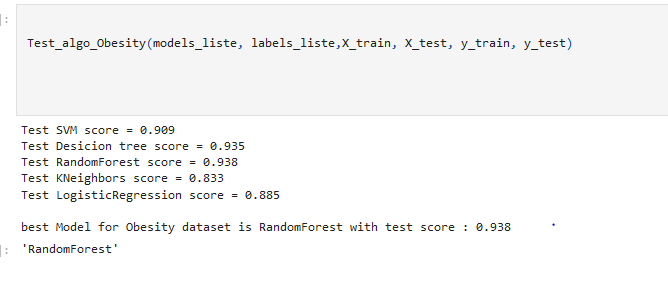 ]:
Test_algo_Obesity(models_liste, labels_liste,X_train, X_test, y_train, y_test)
Test SVM score = 0.909
Test Desicion tree score = 0.935
Test RandomForest score = 0.938
Test KNeighbors score = 0.833
Test LogisticRegression score = 0.885
best Model for Obesity dataset is RandomForest with test score : 0.938
]: 'RandomForest'